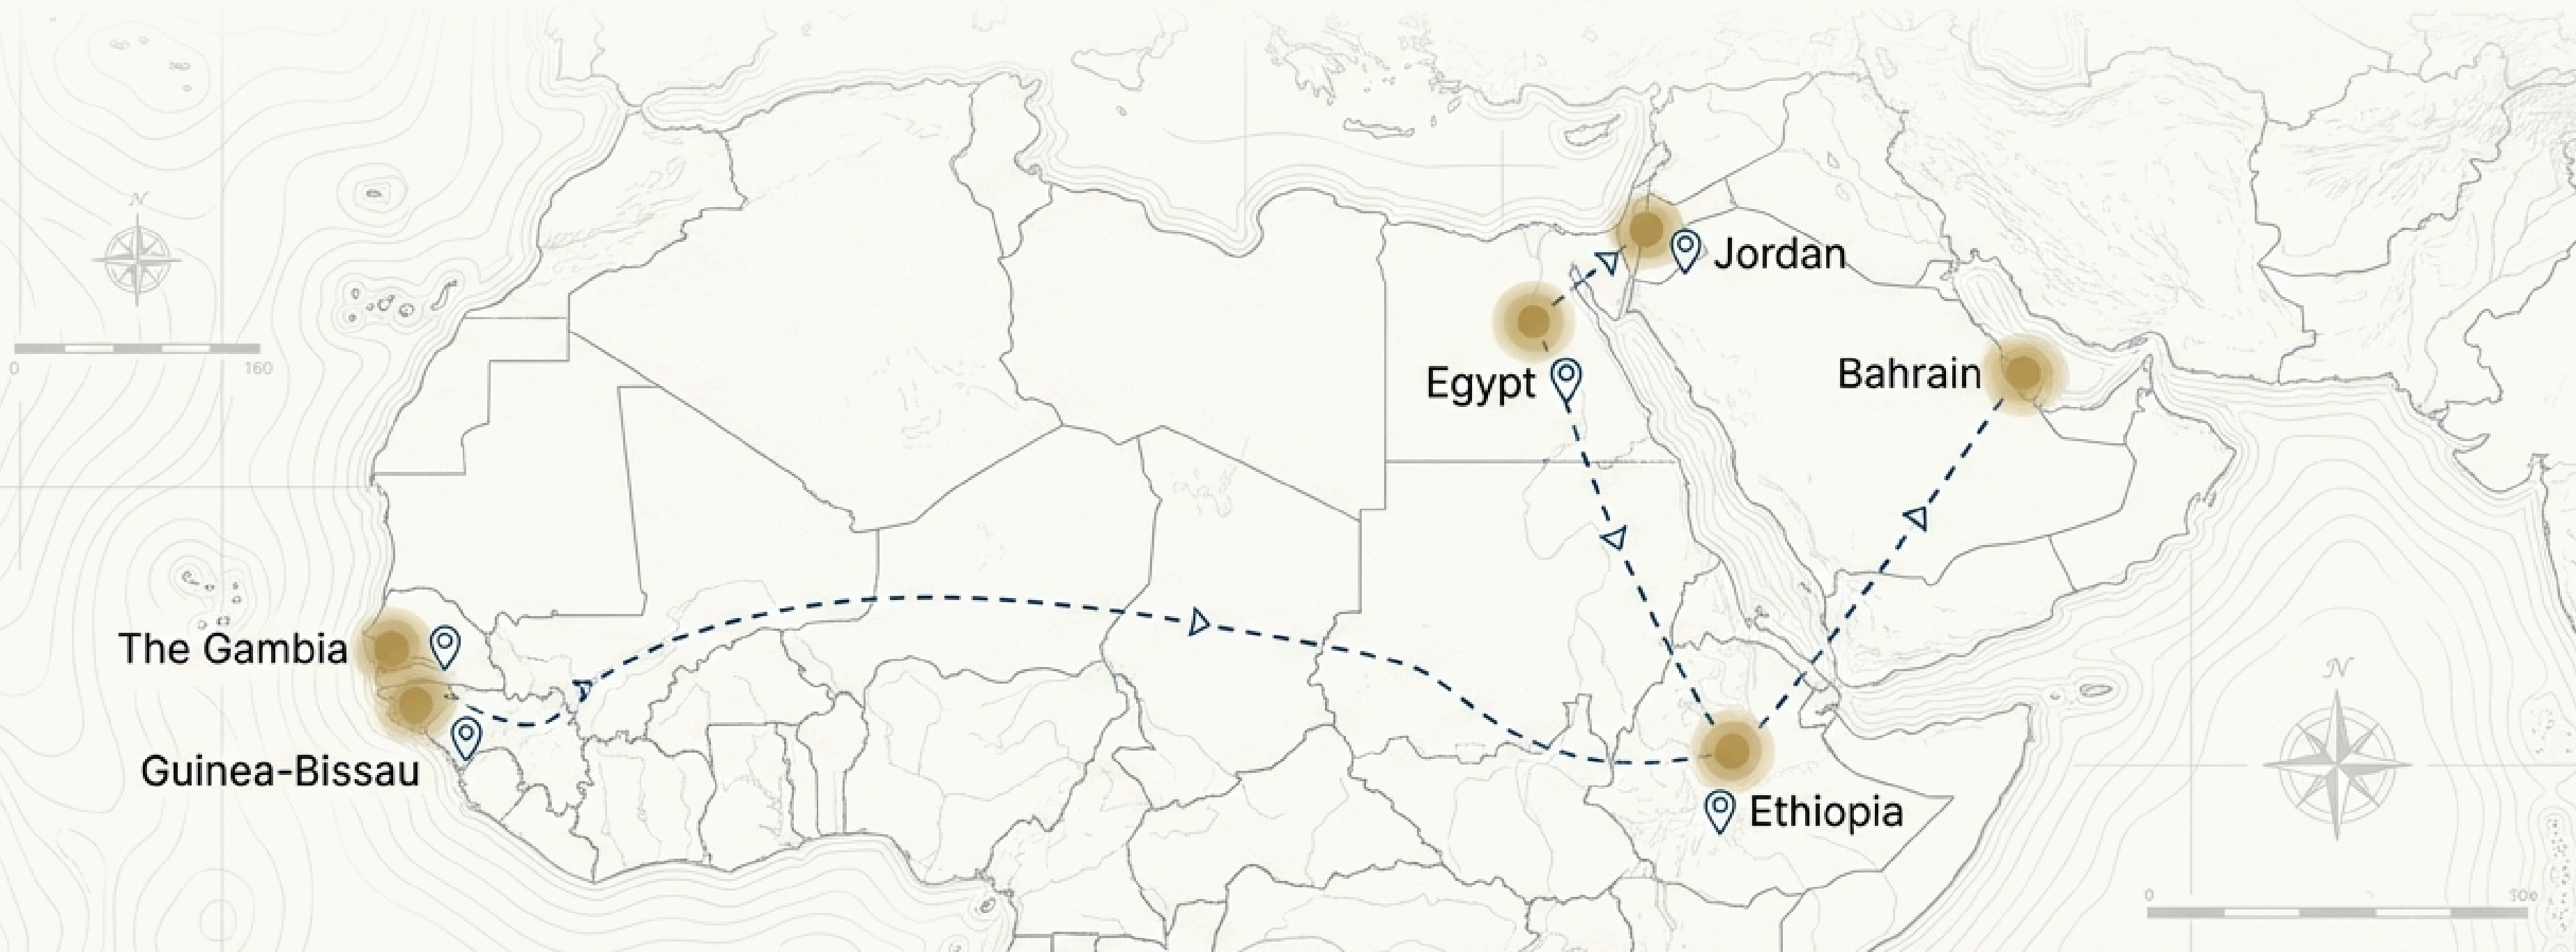 N
0 160
Jordan
Egypt
Bahrain
The Gambia
Guinea-Bissau
Ethiopia
N
0